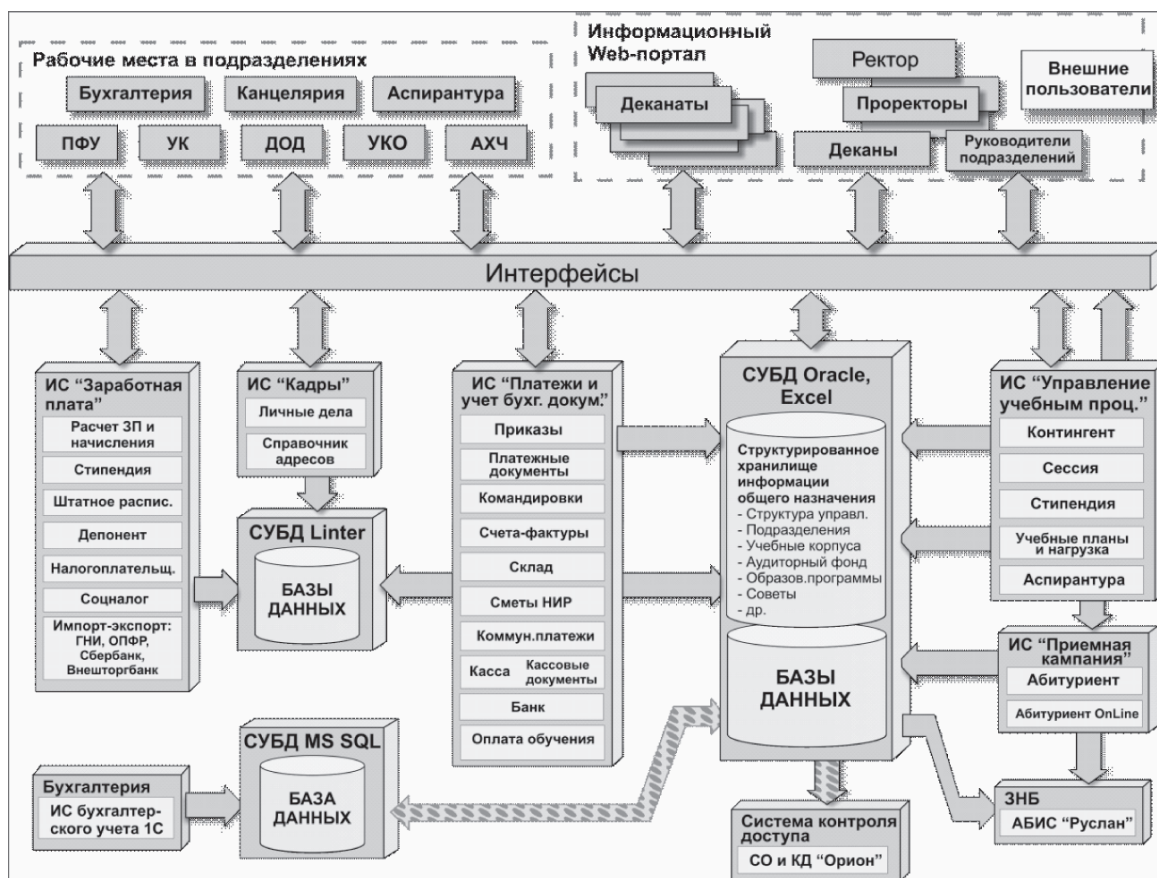 Рабочие места в подразделениях
Бухгалтерия
Канцелярия
Аспирантура
ПФУ
УК
ДОД
УКО
АХЧ
Информационный
Web-портал
Деканаты
Ректор
Проректоры
Деканы
Руководители
подразделений
Внешние
пользователи
Интерфейсы
ИС "Заработная
плата"
Расчет ЗП и
начисления
Стипендия
Штатное распис.
Депонент
Налогоплательщ.
Соцналог
Импорт-экспорт:
ГНИ, ОПФР,
Сбербанк,
Внешторгбанк
ИС "Кадры"
Личные дела
Справочник
адресов
СУБД Linter
БАЗЫ
ДАННЫХ
ИС "Платежи и
учет бухг. докум."
Приказы
Платежные
документы
Командировки
Счета-фактуры
Склад
Сметы НИР
Коммун.платежи
Касса Кассовые
документы
Банк
Оплата обучения
СУБД Oracle,
Excel
Структурированное
хранилище
информации
общего назначения
- Структура управл.
- Подразделения
- Учебные корпуса
- Аудиторный фонд
- Образов.программы
- Советы
- др.
БАЗЫ
ДАННЫХ
ИС "Управление
учебным проц."
Контингент
Сессия
Стипендия
Учебные планы
и нагрузка
Аспирантура
ИС "Приемная
кампания"
Абитуриент
Абитуриент OnLine
Бухгалтерия
ИС бухгалтер-
ского учета 1С
СУБД MS SQL
БАЗА
ДАННЫХ
Система контроля
доступа
СО и КД "Орион"
ЗНБ
АБИС "Руслан"